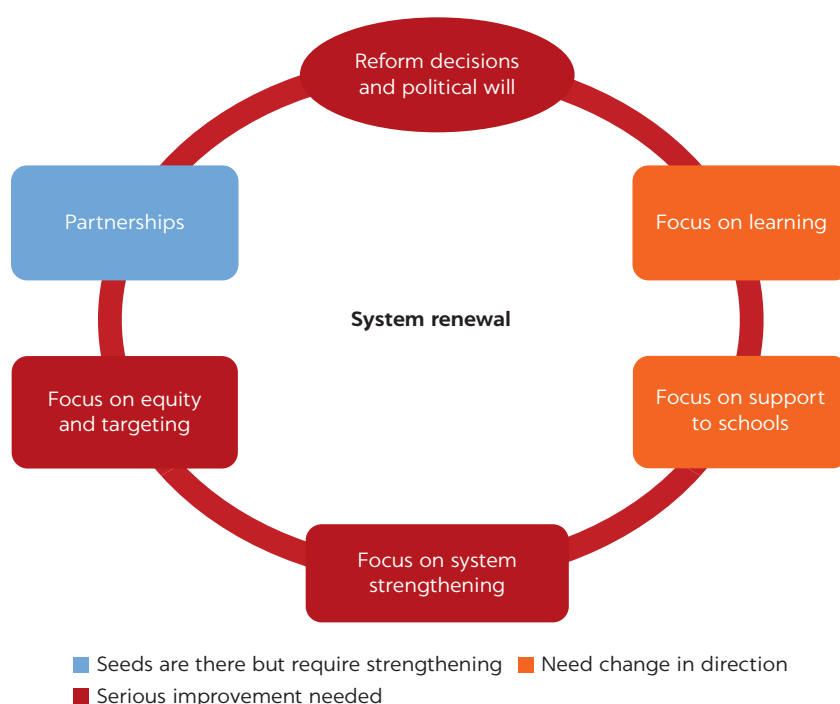 Reform decisions
and political will
Partnerships
Focus on learning
System renewal
Focus on equity
and targeting
Focus on support
to schools
Focus on system
strengthening
Seeds are there but require strengthening
Need change in direction
Serious improvement needed